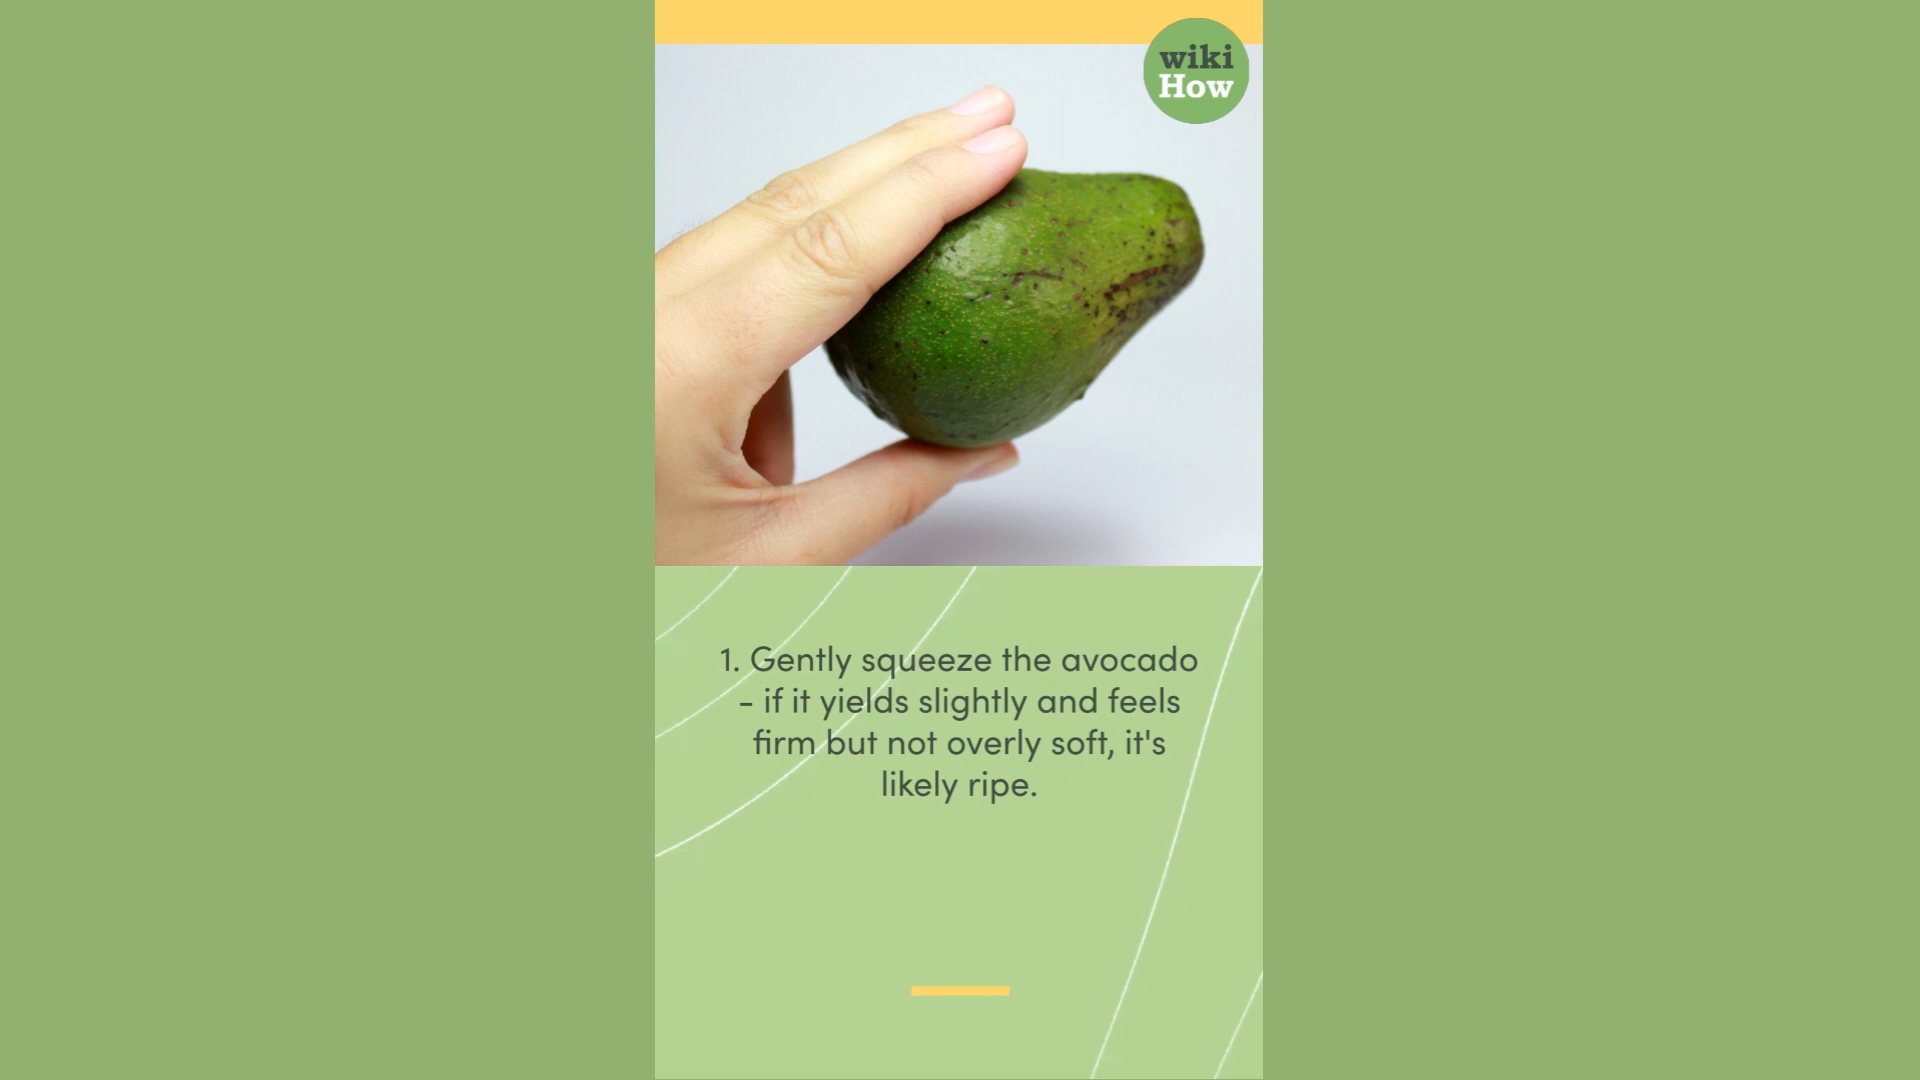 wiki
How
1. Gently squeeze the avocado
- if it yields slightly and feels
firm but not overly soft, it's
likely ripe.